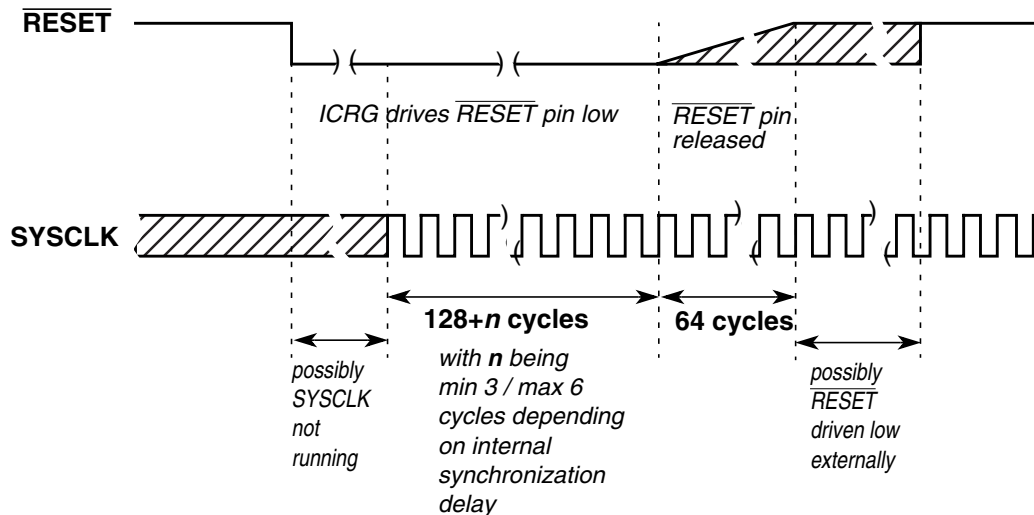 RESET
ICRG drives RESET pin low
RESET pin
released
SYSCLK
128+n cycles
with n being
min 3 / max 6
cycles depending
on internal
synchronization
delay
64 cycles
possibly
SYSCLK
not
running
possibly
RESET
driven low
externally